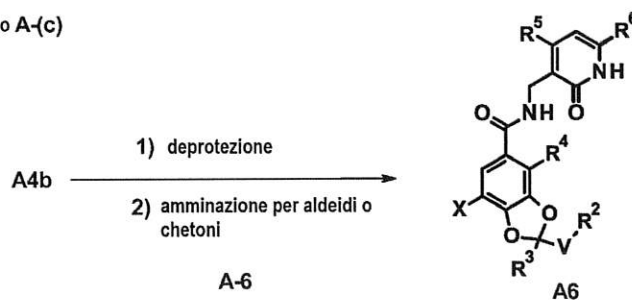 o A-(c)
R5 R6
NH
O NH O
A4b
1) deprotezione
2) amminazione per aldeidi o
chetoni
R4
X
O O R2
V
R3
A-6
A6